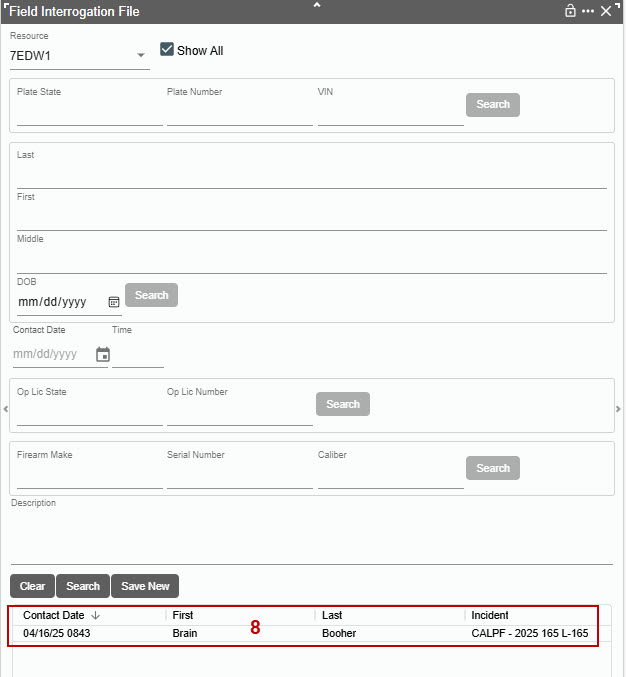 Field Interrogation File
Resource
7EDW1 Show All
Plate State Plate Number VIN
Search
Last
First
Middle
DOB
mm/dd/yyyy Search
Contact Date Time
mm/dd/yyyy
Op Lic State Op Lic Number
Search
Firearm Make Serial Number Caliber
Search
Description
Clear Search Save New
Contact Date First Last Incident
04/16/25 0843 Brain 8 Booher CALPF - 2025 165 L-165